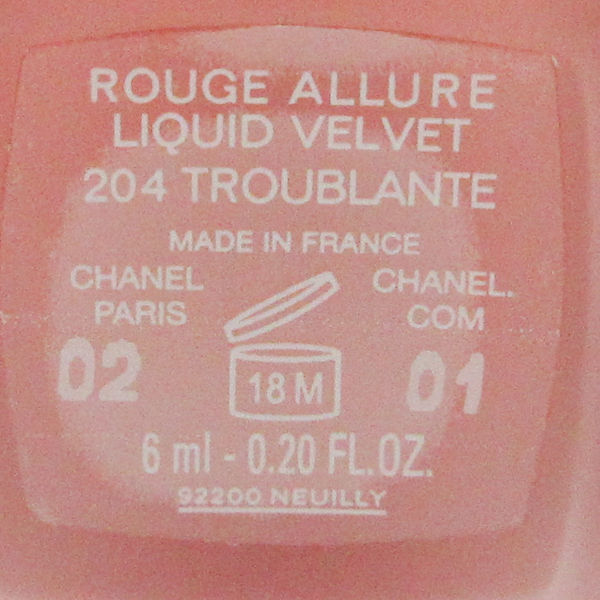 ROUGE ALLURE
LIQUID VELVET
204 TROUBLANTE
MADE IN FRANCE
CHANEL PARIS
CHANEL.COM
02
18 M
01
6 ml - 0.20 FL.OZ.
92200 NEUILLY